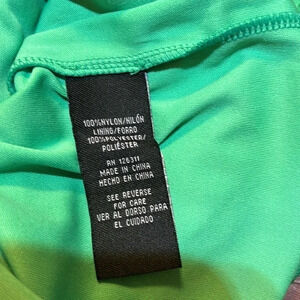 100%NYLON/NILÓN
LINING/FORRO
100%POLYESTER/
POLIÉSTER
RN 126311
MADE IN CHINA
HECHO EN CHINA
SEE REVERSE
FOR CARE
VER AL DORSO PARA
EL CUIDADO